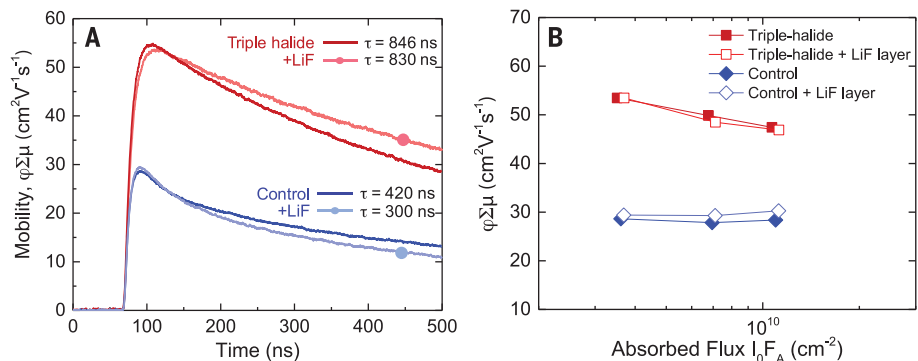 A
Triple halide τ = 846 ns
+LiF τ = 830 ns
Control τ = 420 ns
+LiF τ = 300 ns
Mobility, φΣμ (cm²V⁻¹s⁻¹)
60
50
40
30
20
10
0
0 100 200 300 400 500
Time (ns)
B
Triple-halide
Triple-halide + LiF layer
Control
Control + LiF layer
φΣμ (cm²V⁻¹s⁻¹)
70
60
50
40
30
20
10
10¹⁰
Absorbed Flux I₀F_A (cm⁻²)